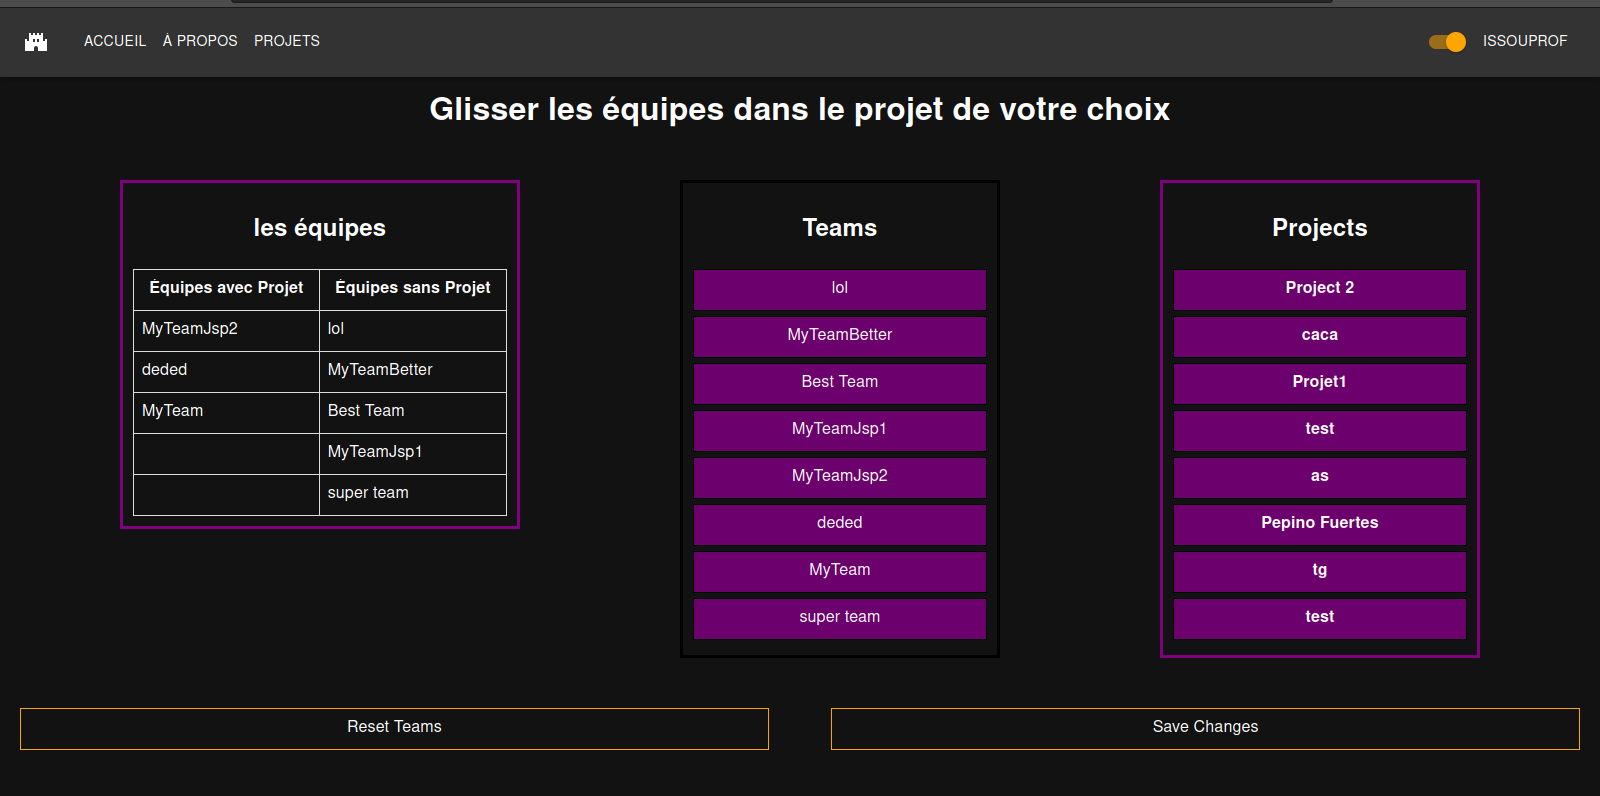 ACCUEIL À PROPOS PROJETS ISSOUPROF
Glisser les équipes dans le projet de votre choix
les équipes
Équipes avec Projet Équipes sans Projet
MyTeamJsp2 lol
deded MyTeamBetter
MyTeam Best Team
MyTeamJsp1
super team
Teams
lol
MyTeamBetter
Best Team
MyTeamJsp1
MyTeamJsp2
deded
MyTeam
super team
Projects
Project 2
caca
Projet1
test
as
Pepino Fuertes
tg
test
Reset Teams Save Changes